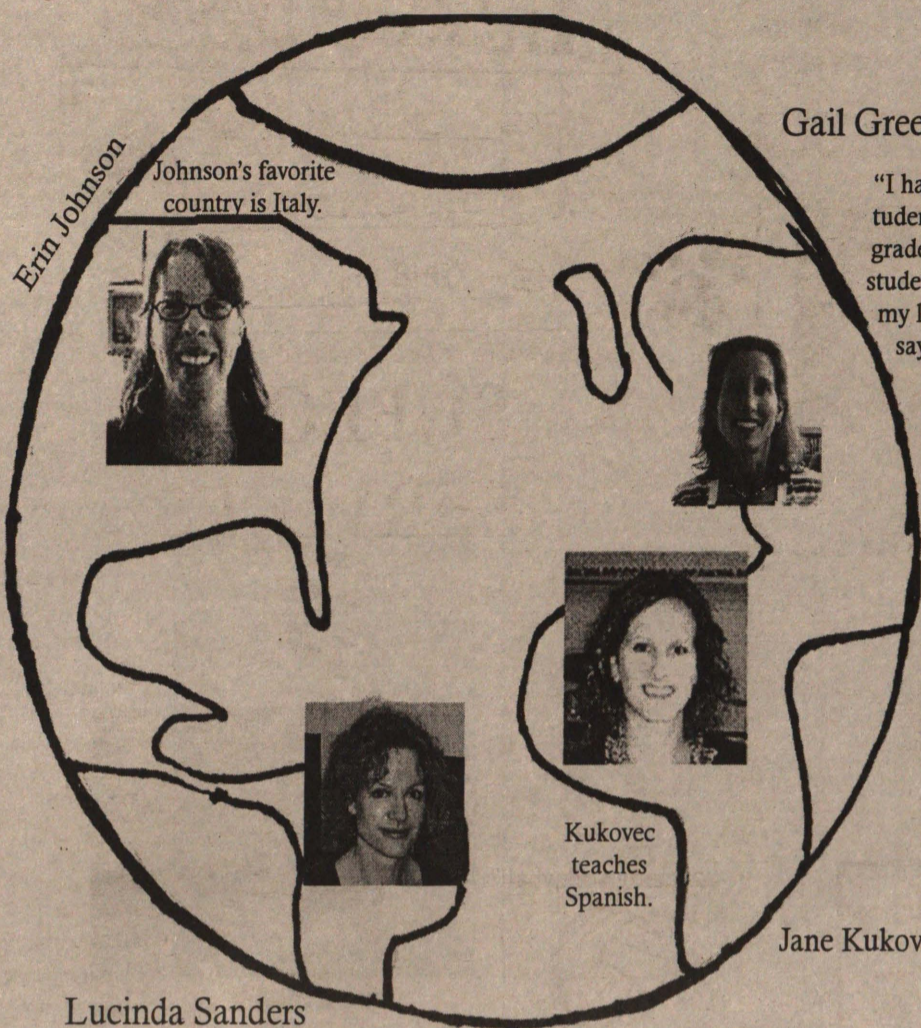 Erin Johnson
Johnson's favorite
country is Italy.
Gail Gree
"I ha
tuden
grade
studen
my l
say
Kukovec
teaches
Spanish.
Jane Kukov
Lucinda Sanders